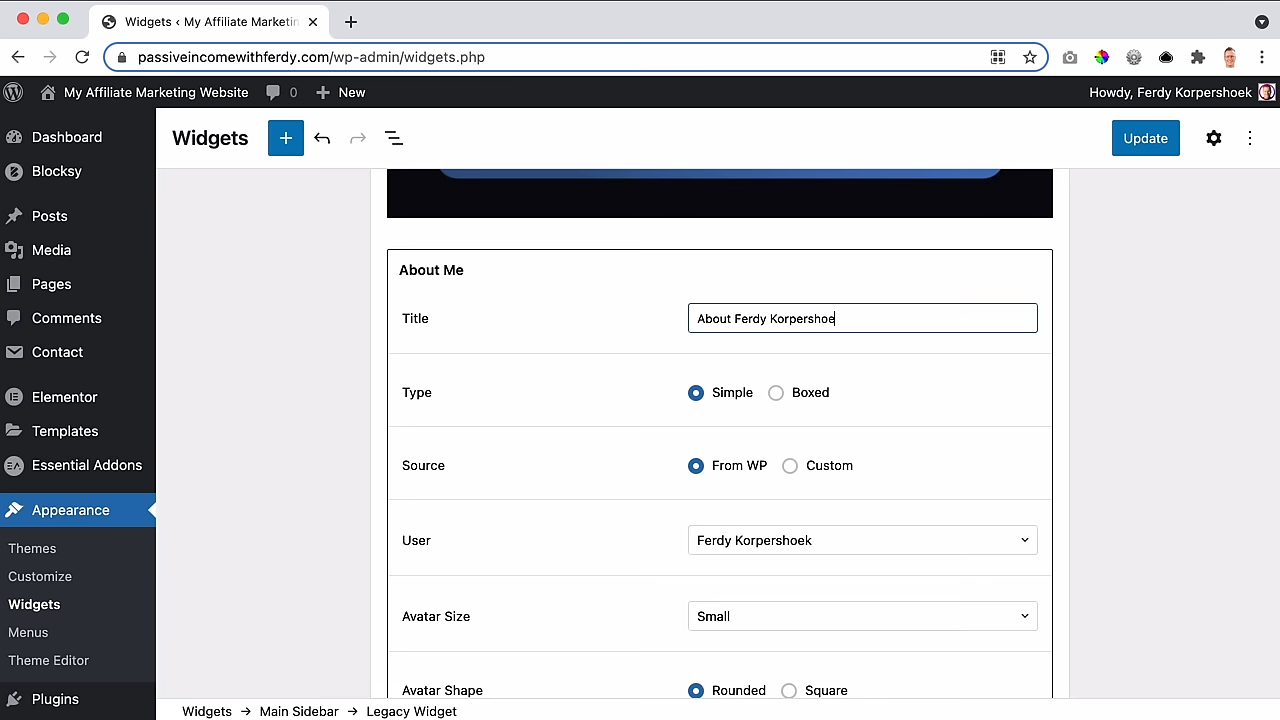 Widgets ‹ My Affiliate Marketin
passiveincomewithferdy.com/wp-admin/widgets.php
My Affiliate Marketing Website 0 New Howdy, Ferdy Korpershoek
Dashboard
Blocksy
Posts
Media
Pages
Comments
Contact
Elementor
Templates
Essential Addons
Appearance
Themes
Customize
Widgets
Menus
Theme Editor
Plugins
Widgets Update
About Me
Title About Ferdy Korpershoe
Type Simple Boxed
Source From WP Custom
User Ferdy Korpershoek
Avatar Size Small
Avatar Shape Rounded Square
Widgets → Main Sidebar → Legacy Widget